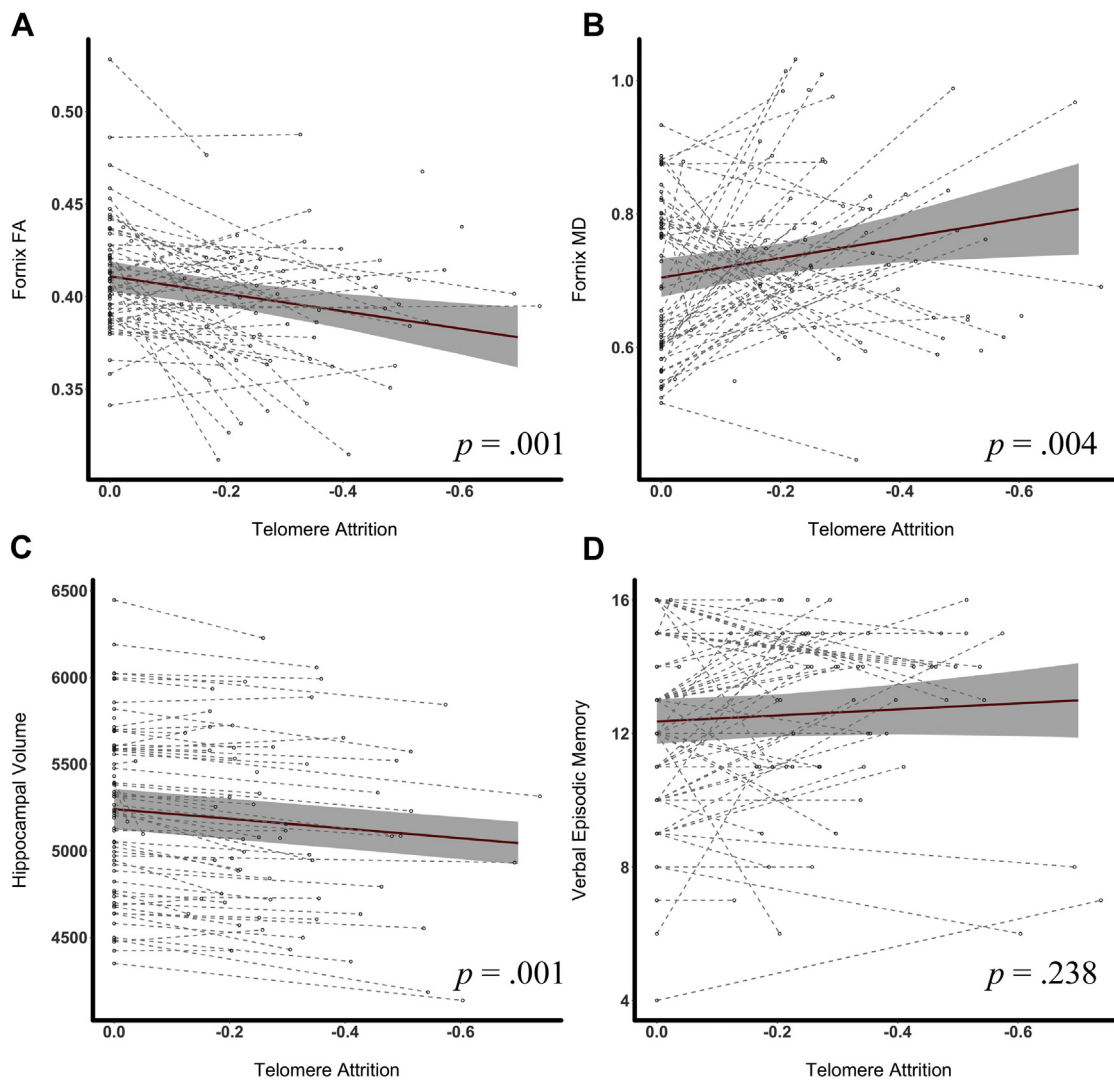 A
B
Fornix FA
0.50
0.45
0.40
0.35
p = .001
0.0
-0.2
-0.4
-0.6
Telomere Attrition
Fornix MD
1.0
0.8
0.6
p = .004
0.0
-0.2
-0.4
-0.6
Telomere Attrition
C
D
Hippocampal Volume
6500
6000
5500
5000
4500
p = .001
0.0
-0.2
-0.4
-0.6
Telomere Attrition
Verbal Episodic Memory
16
12
8
4
p = .238
0.0
-0.2
-0.4
-0.6
Telomere Attrition